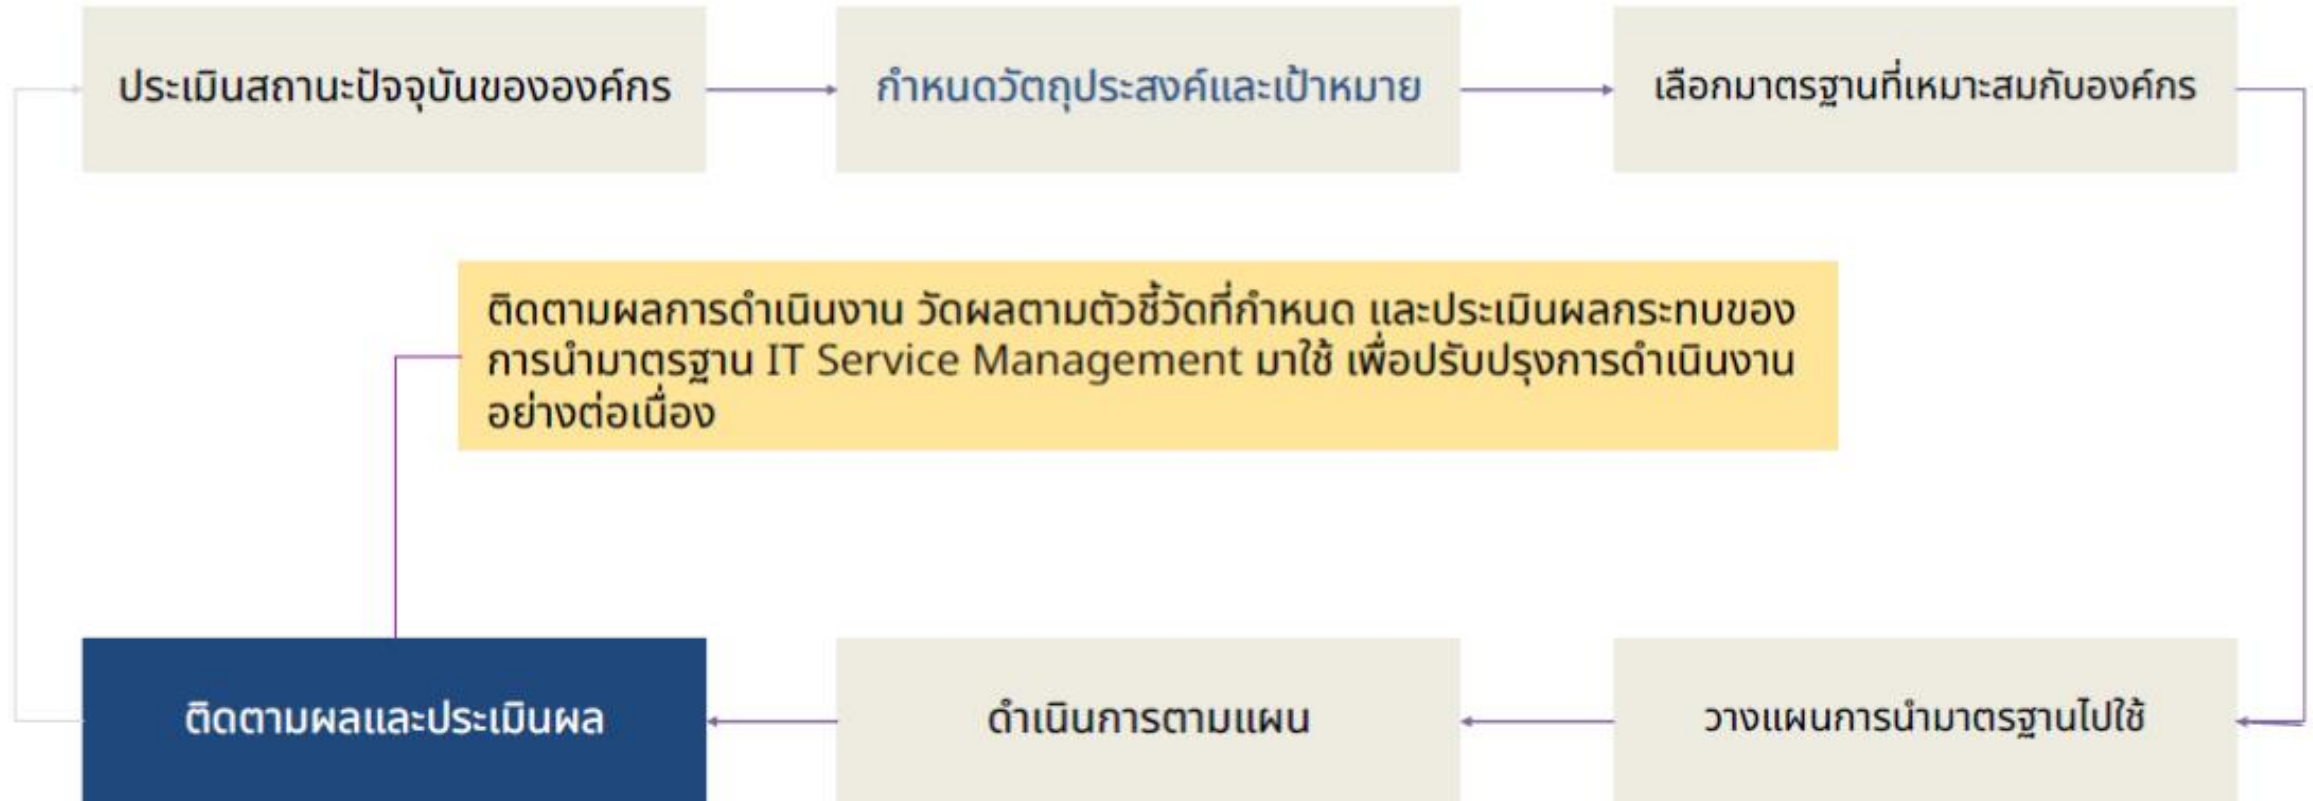 ประเมินสถานะปัจจุบันขององค์กร
กำหนดวัตถุประสงค์และเป้าหมาย
เลือกมาตรฐานที่เหมาะสมกับองค์กร
ติดตามผลการดำเนินงาน วัดผลตามตัวชี้วัดที่กำหนด และประเมินผลกระทบของ
การนำมาตรฐาน IT Service Management มาใช้ เพื่อปรับปรุงการดำเนินงาน
อย่างต่อเนื่อง
ติดตามผลและประเมินผล
ดำเนินการตามแผน
วางแผนการนำมาตรฐานไปใช้